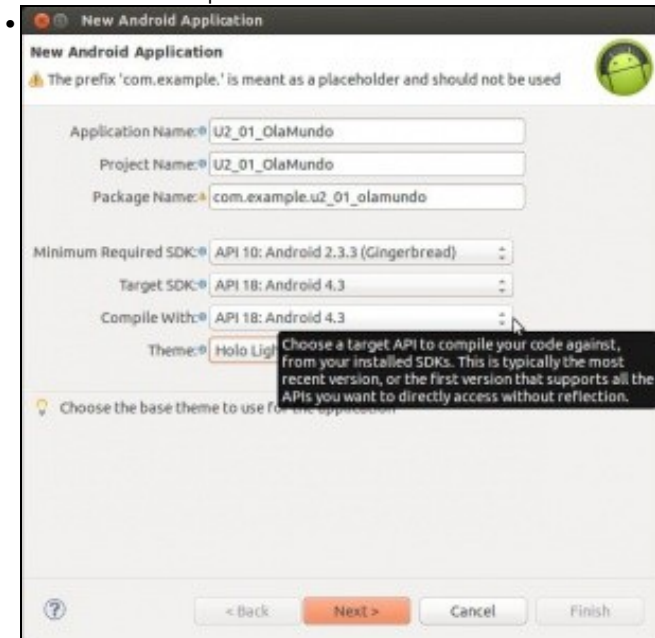 New Android Ap
New Android Application
The prefix 'com.example.' is meant as a placeholder and should not be used
Application Name: U2_01_OlaMundo
Project Name: U2_01_OlaMundo
Package Name: com.example.u2_01_olamundo
Minimum Required SDK: API 10: Android 2.3.3 (Gingerbread)
Target SDK: API 18: Android 4.3
Compile With: API 18: Android 4.3
Theme: Holo Ligh
Choose a target API to compile your code against,
from your installed SDKs. This is typically the most
recent version, or the first version that supports all the
APIs you want to directly access without reflection.
Choose the base theme to use for the application
? < Back Next > Cancel Finish